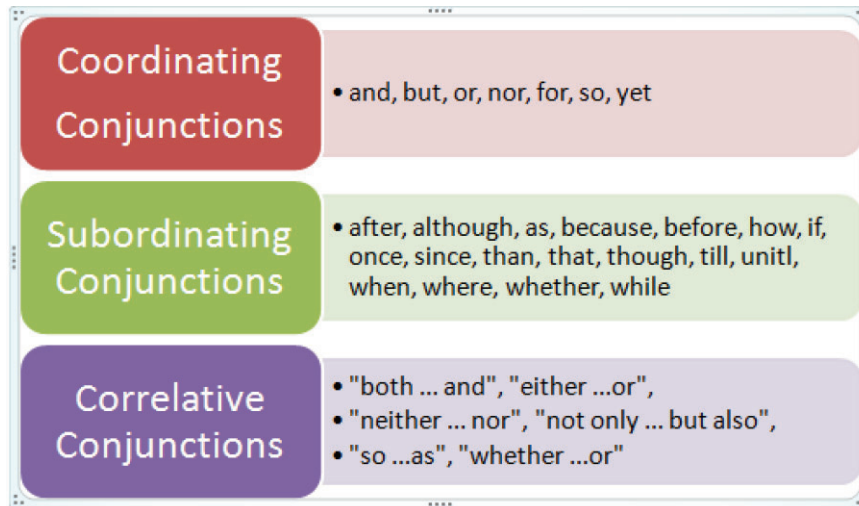 Coordinating
Conjunctions
• and, but, or, nor, for, so, yet
Subordinating
Conjunctions
• after, although, as, because, before, how, if,
once, since, than, that, though, till, unitl,
when, where, whether, while
Correlative
Conjunctions
• "both ... and", "either ...or",
• "neither ... nor", "not only ... but also",
• "so ...as", "whether ...or"